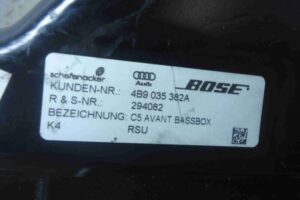 schefenacker Audi BOSE
KUNDEN-NR.: 4B9 035 382A
R & S-NR.: 294082
BEZEICHNUNG: C5 AVANT BASSBOX
K4 RSU